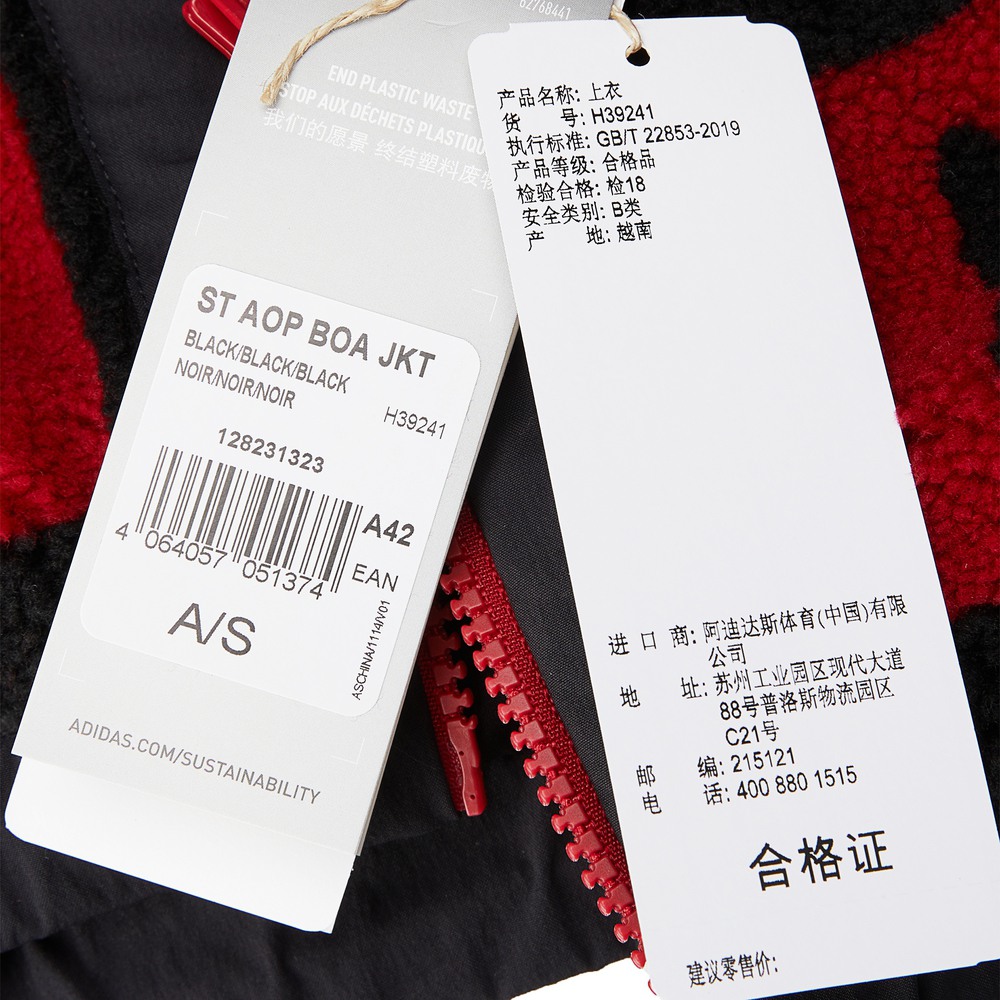 62768441
END PLASTIC WASTE
STOP AUX DÉCHETS PLASTIQU
我们的愿景 终结塑料废物
ST AOP BOA JKT
BLACK/BLACK/BLACK
NOIR/NOIR/NOIR
H39241
128231323
A42
4 064057 051374
EAN
A/S
ASCHINA/1114/V01
ADIDAS.COM/SUSTAINABILITY
产品名称: 上衣
货 号: H39241
执行标准: GB/T 22853-2019
产品等级: 合格品
检验合格: 检18
安全类别: B类
产 地: 越南
进 口 商: 阿迪达斯体育(中国)有限
公司
地 址: 苏州工业园区现代大道
88号普洛斯物流园区
C21号
邮 编: 215121
电 话: 400 880 1515
合格证
建议零售价: